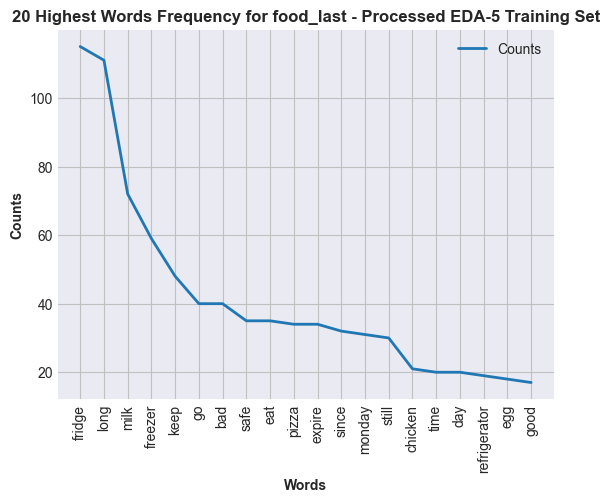 20 Highest Words Frequency for food_last - Processed EDA-5 Training Set
Counts
100
80
60
40
20
Counts
fridge
long
milk
freezer
keep
go
bad
safe
eat
pizza
expire
since
monday
still
chicken
time
day
refrigerator
egg
good
Words